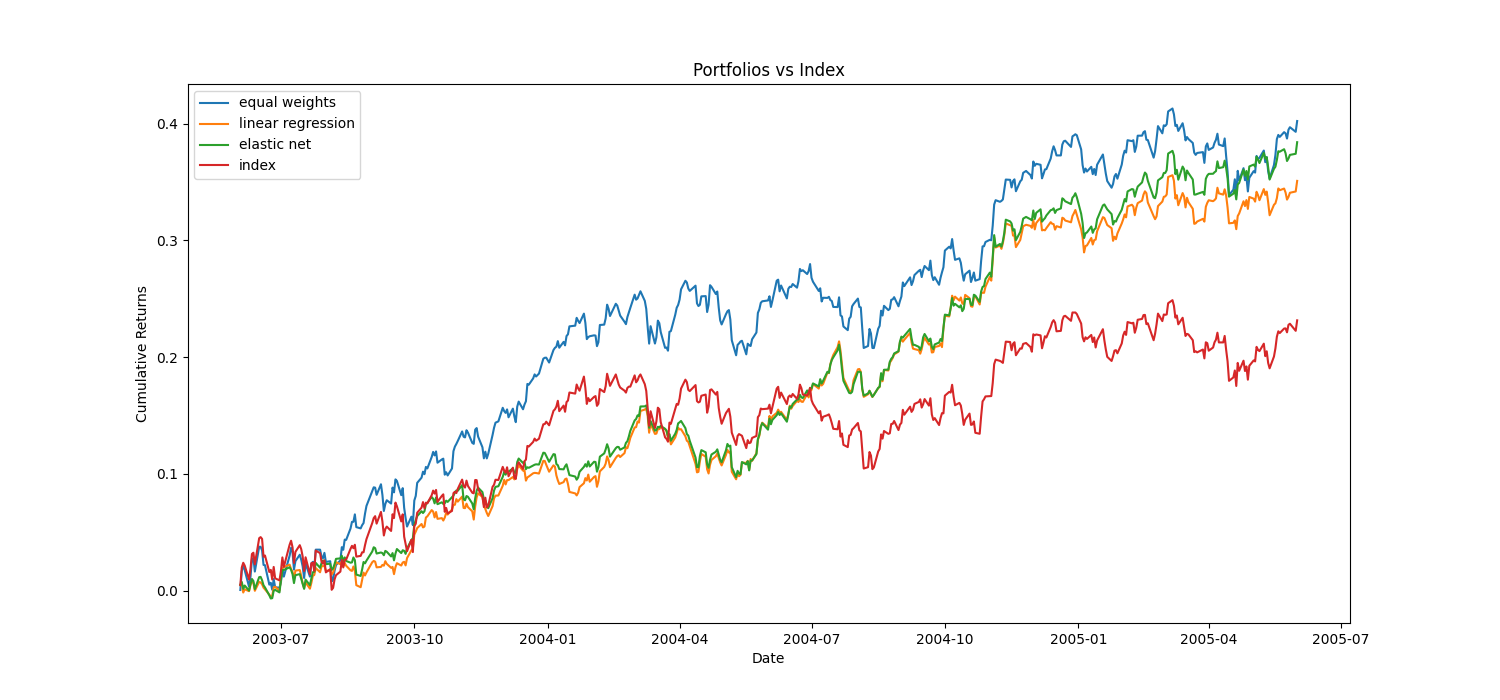 Portfolios vs Index
equal weights
linear regression
elastic net
index
Cumulative Returns
0.4
0.3
0.2
0.1
0.0
2003-07 2003-10 2004-01 2004-04 2004-07 2004-10 2005-01 2005-04 2005-07
Date